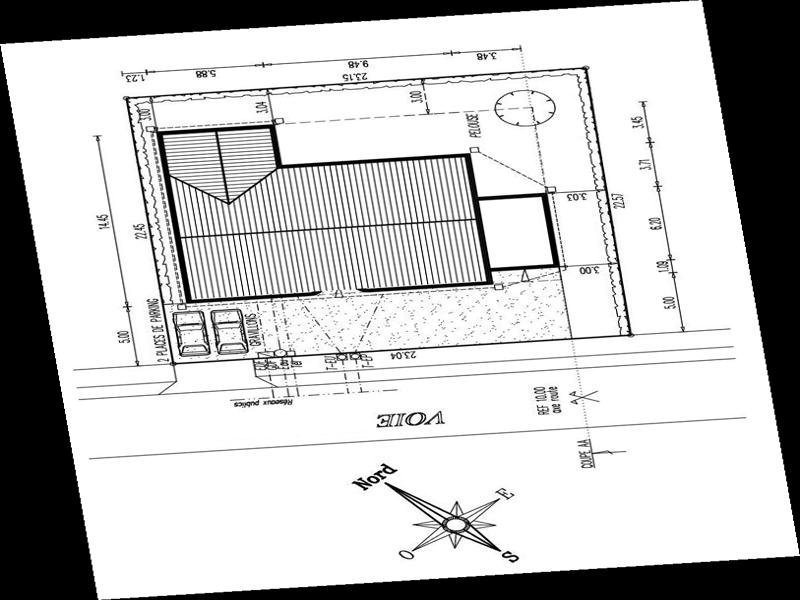 1.23
5.88
9.48
3.48
23.15
3.00
3.04
3.00
PELOUSE
3.45
3.71
3.03
22.57
6.20
14.45
22.45
3.00
1.09
5.00
5.00
2 PLACES DE PARKING
GRAVILLONS
23.04
Réseaux publics
VOIE
REF 10.00
axe route
COUPE AA
Nord
E
O
S